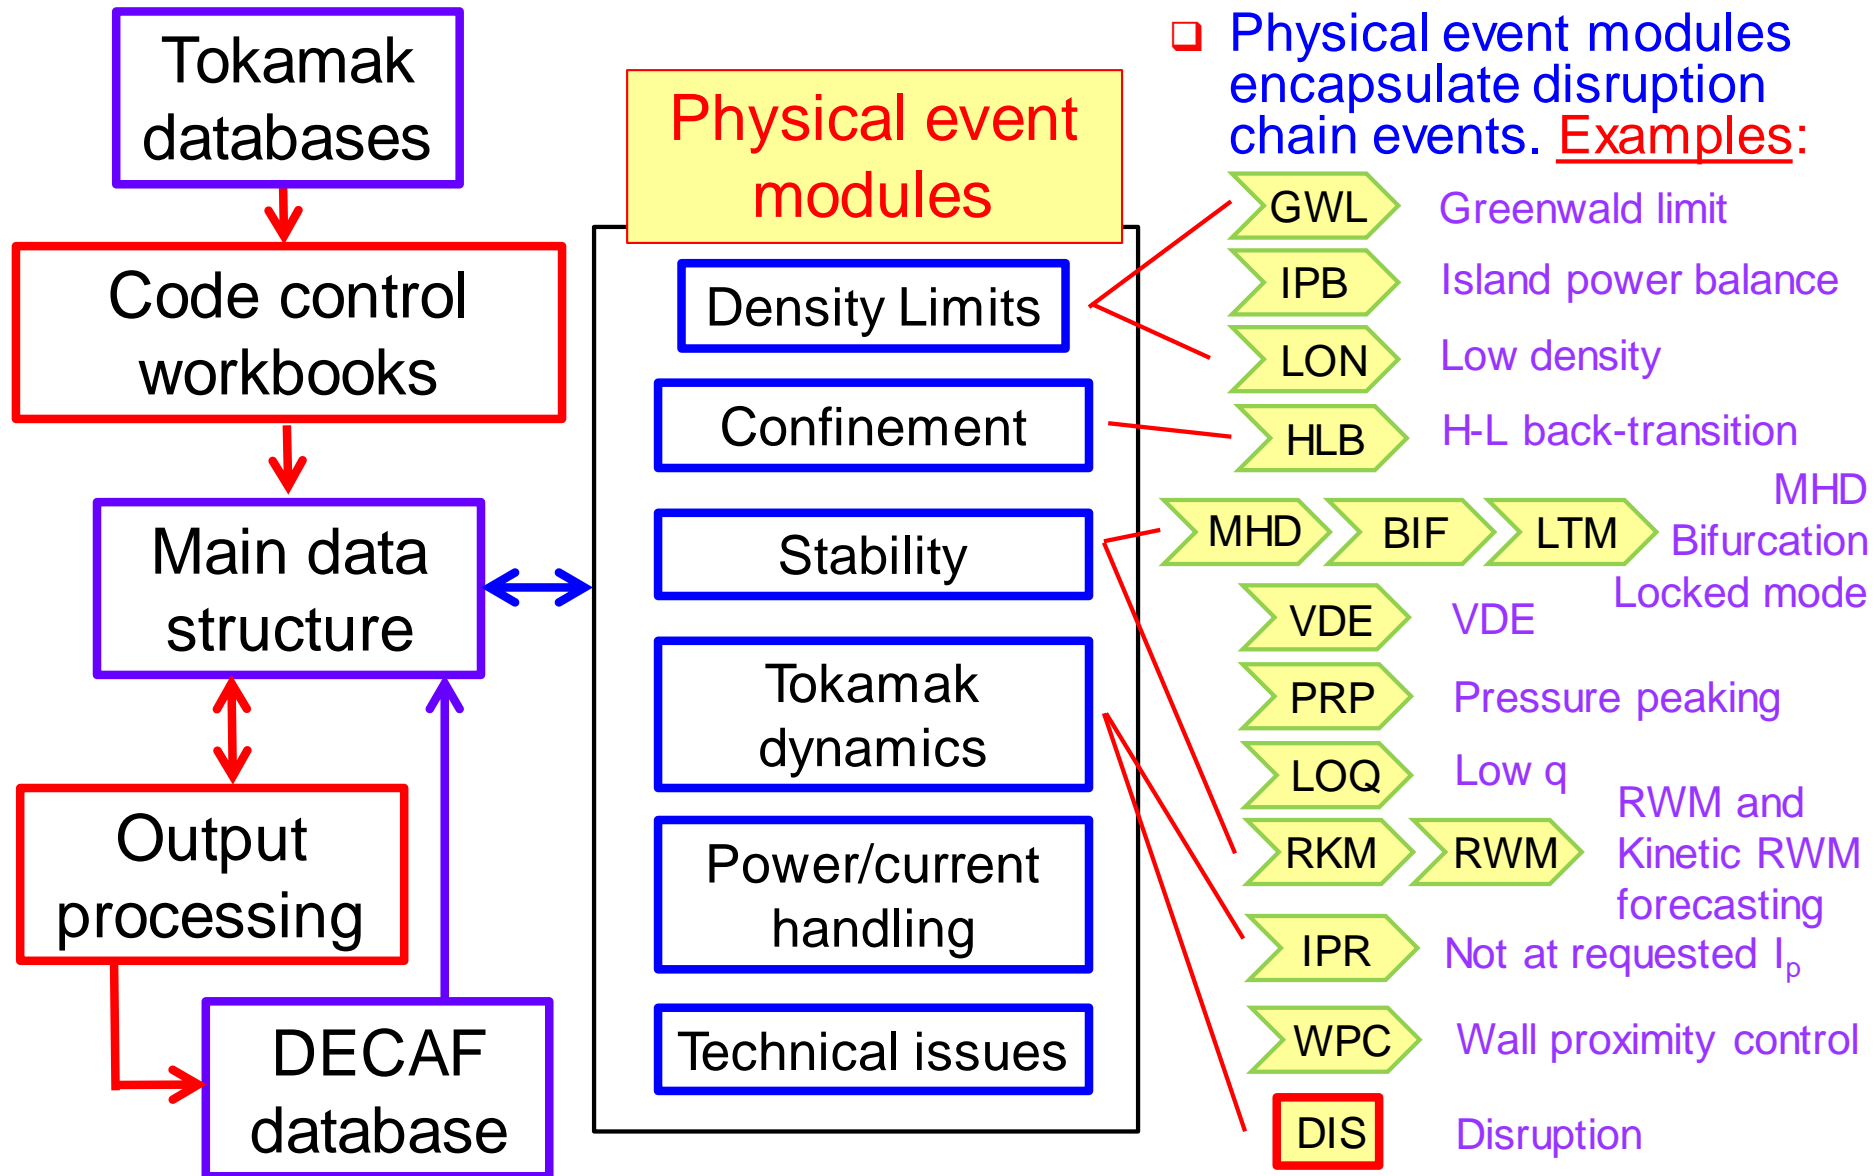 Tokamak
databases
Code control
workbooks
Main data
structure
Output
processing
DECAF
database
Physical event
modules
Density Limits
Confinement
Stability
Tokamak
dynamics
Power/current
handling
Technical issues
Physical event modules
encapsulate disruption
chain events. Examples:
GWL Greenwald limit
IPB Island power balance
LON Low density
HLB H-L back-transition
MHD BIF LTM
MHD
Bifurcation
Locked mode
VDE VDE
PRP Pressure peaking
LOQ Low q
RKM RWM
RWM and
Kinetic RWM
forecasting
IPR Not at requested Ip
WPC Wall proximity control
DIS Disruption